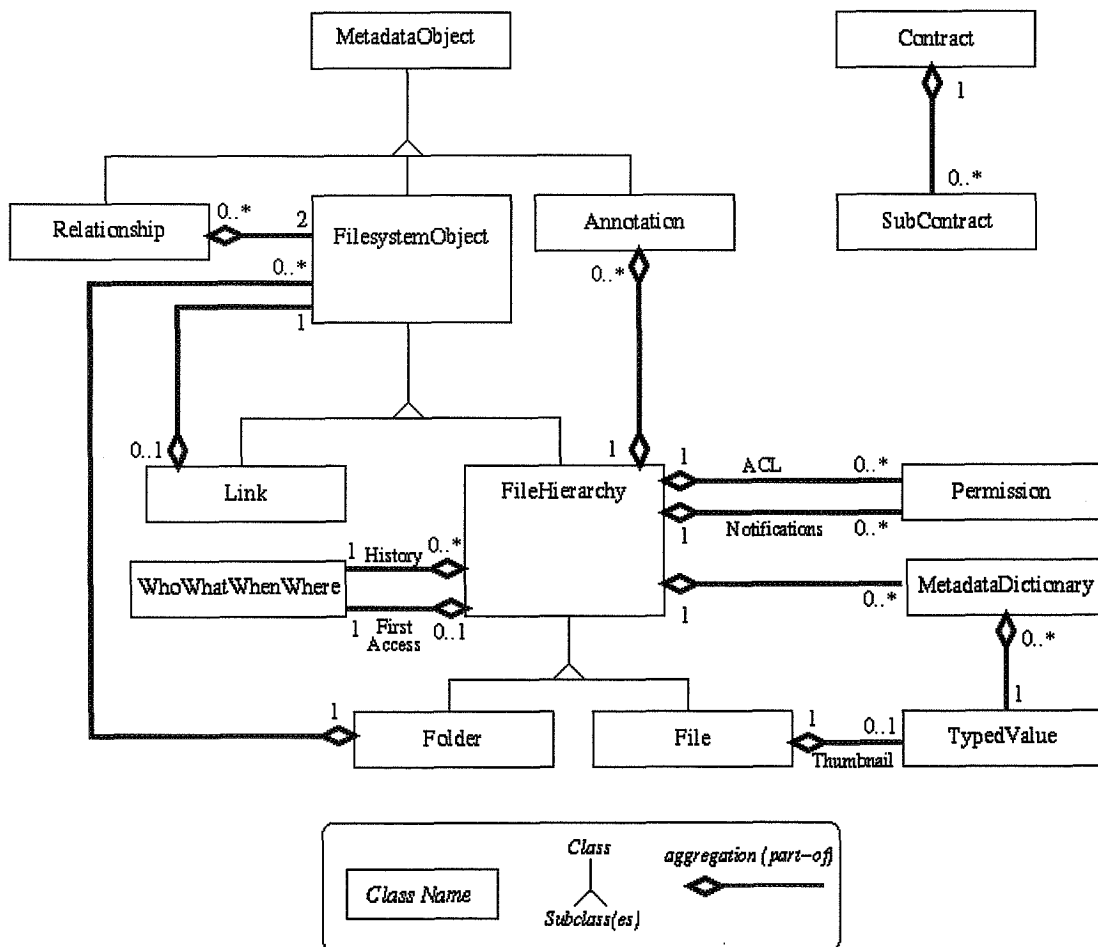 MetadataObject
Contract
1
0..*
SubContract
Relationship
0..*
2
FilesystemObject
0..*
1
Annotation
0..*
0..1
Link
1
FileHierarchy
1
ACL
0..*
Permission
1
Notifications
0..*
WhoWhatWhenWhere
1
History
0..*
1
First
Access
0..1
1
0..*
MetadataDictionary
0..*
1
1
Folder
File
1
0..1
Thumbnail
TypedValue
Class Name
Class
Subclass(es)
aggregation (part-of)